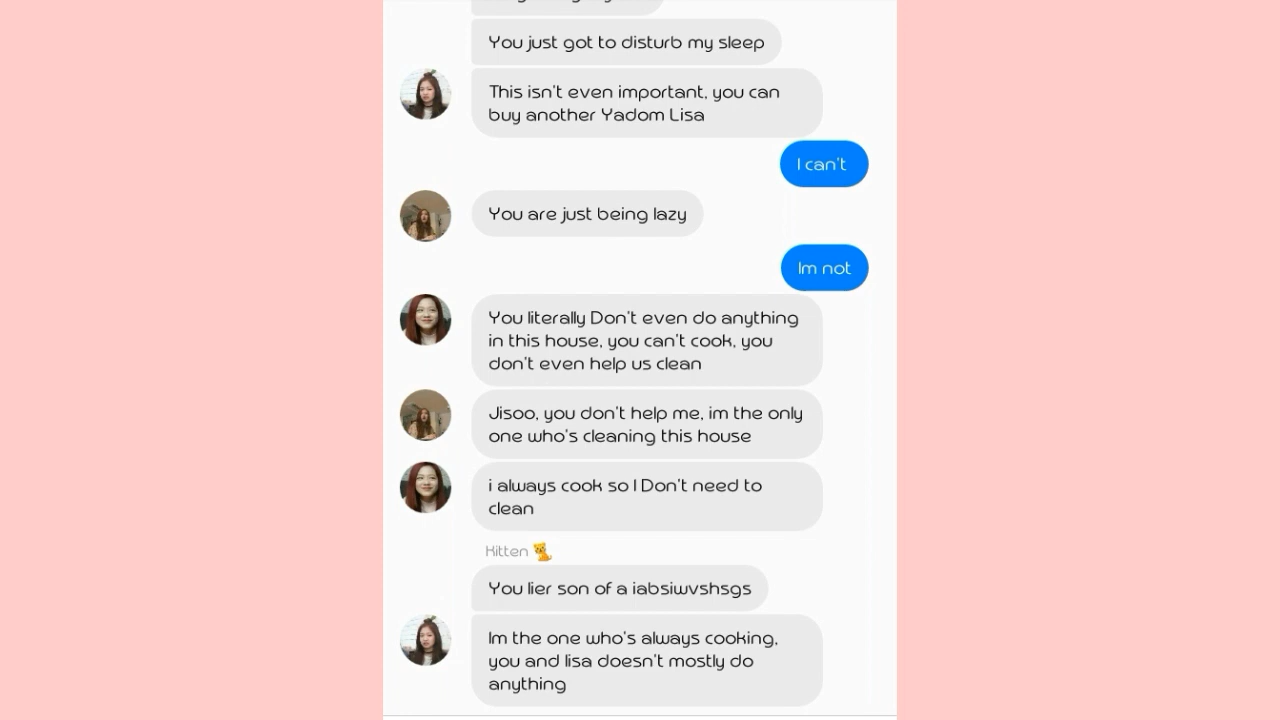 You just got to disturb my sleep
This isn't even important, you can
buy another Yadom Lisa
I can't
You are just being lazy
Im not
You literally Don't even do anything
in this house, you can't cook, you
don't even help us clean
Jisoo, you don't help me, im the only
one who's cleaning this house
i always cook so I Don't need to
clean
Kitten 🐈
You lier son of a iabsiwvshsgs
Im the one who's always cooking,
you and lisa doesn't mostly do
anything